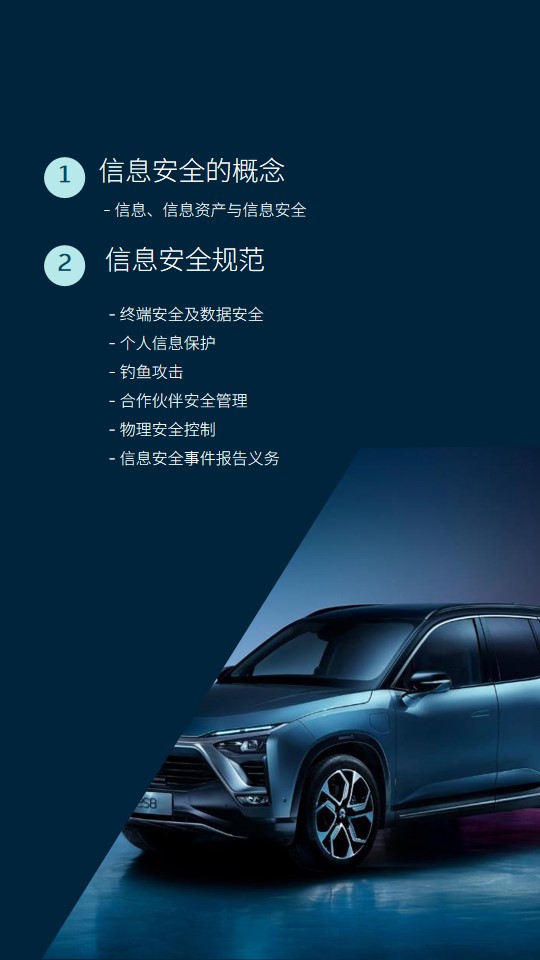 1 信息安全的概念
- 信息、信息资产与信息安全
2 信息安全规范
- 终端安全及数据安全
- 个人信息保护
- 钓鱼攻击
- 合作伙伴安全管理
- 物理安全控制
- 信息安全事件报告义务